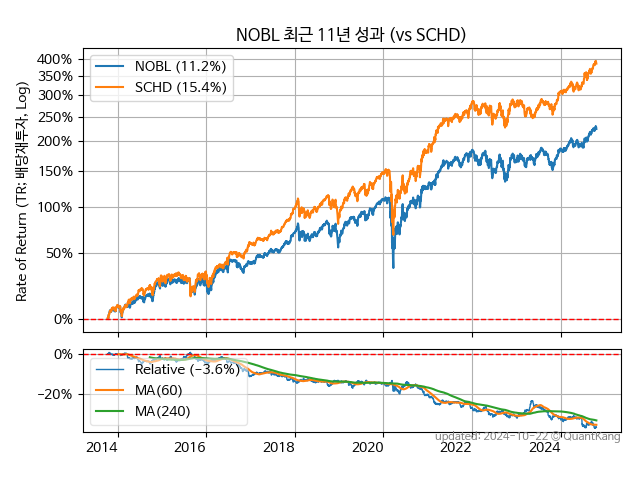 NOBL 최근 11년 성과 (vs SCHD)
NOBL (11.2%)
SCHD (15.4%)
400%
350%
300%
250%
200%
150%
100%
50%
0%
Rate of Return (TR; 배당재투자, Log)
0%
−20%
Relative (−3.6%)
MA(60)
MA(240)
2014 2016 2018 2020 2022 2024
updated: 2024-10-22 © QuantKang